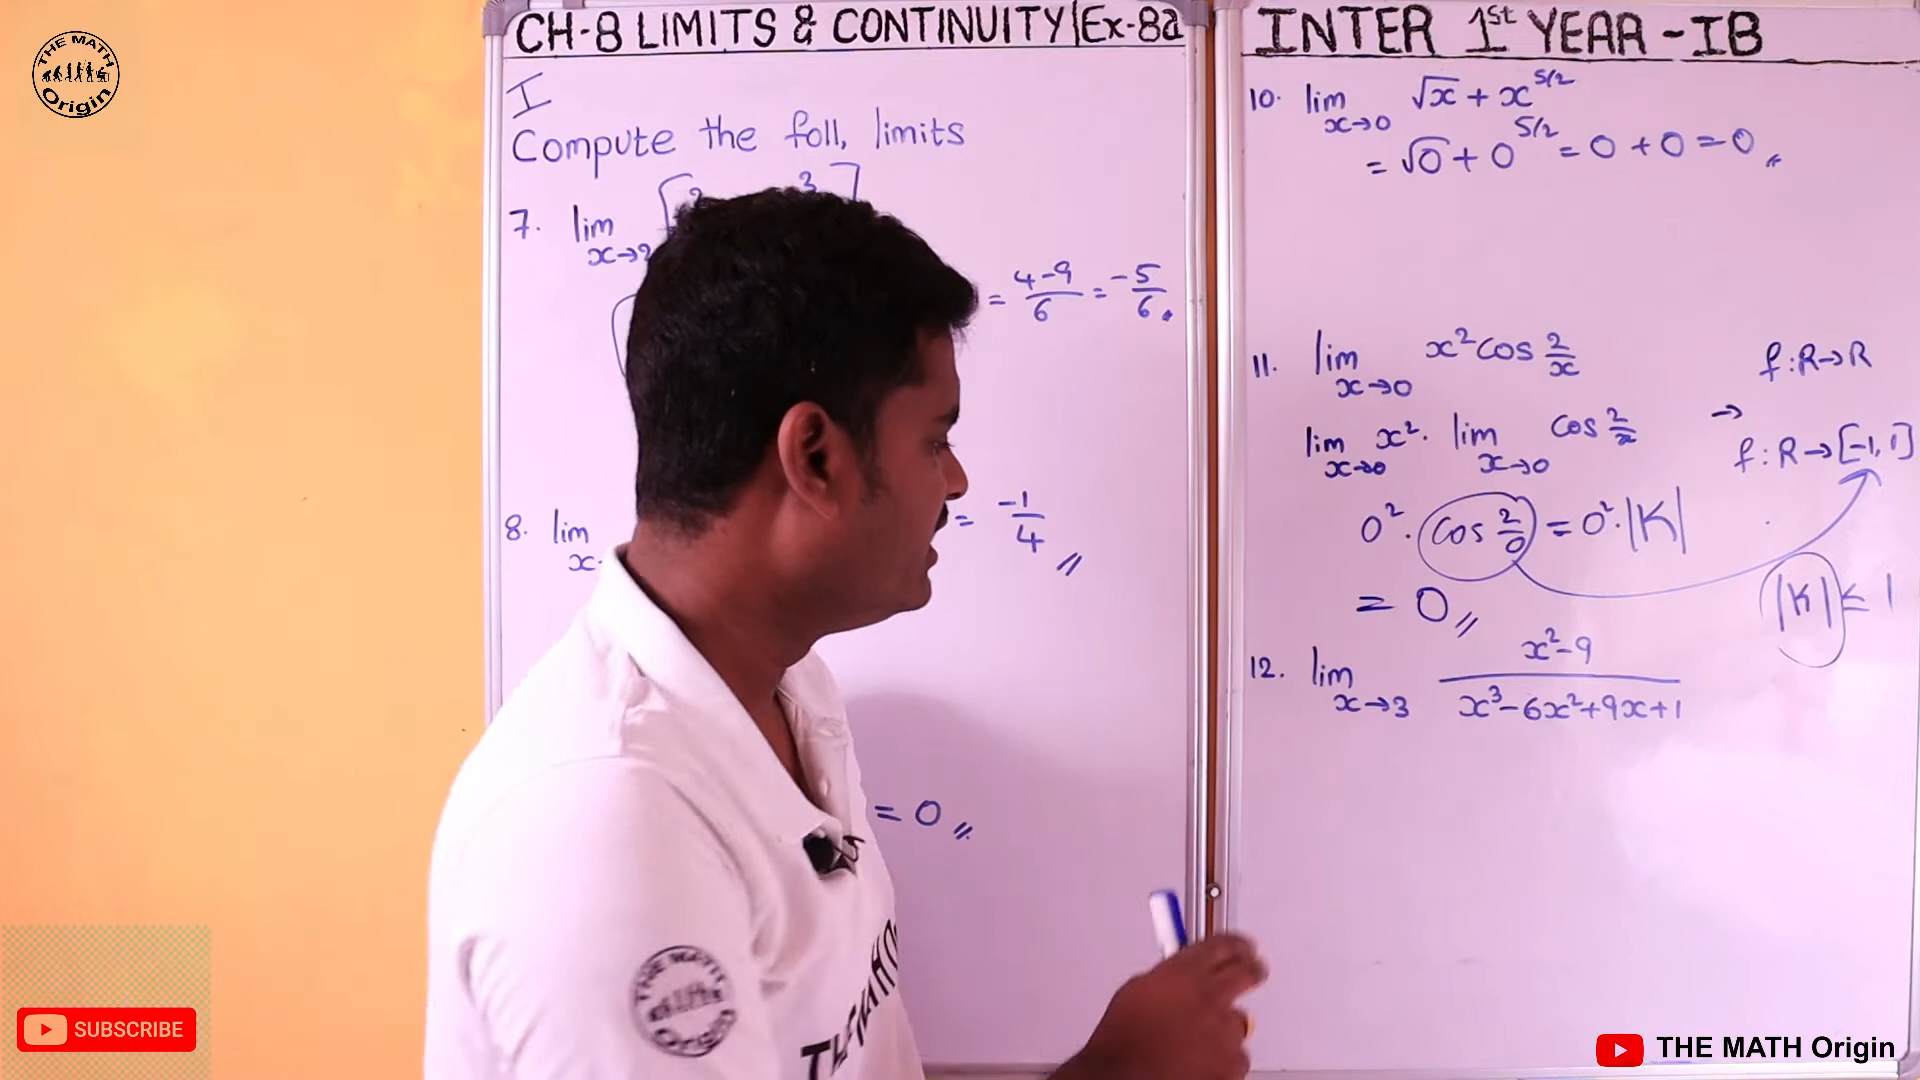 THE MATH
Origin
CH-8 LIMITS & CONTINUITY | Ex-8a
I
Compute the foll, limits
7. lim
x→2
= 4-9/6 = -5/6
8. lim
x→
= -1/4 //
= 0 //
INTER 1st YEAR - IB
10. lim x→0 √x + x^5/2
= √0 + 0^5/2 = 0 + 0 = 0 //
11. lim x→0 x² cos 2/x
f : R→R
lim x→0 x² . lim x→0 cos 2/x →
f : R→[-1, 1]
0² . cos 2/0 = 0² . |K|
= 0 //
|K| ≤ 1
12. lim x→3 x²-9 / x³-6x²+9x+1
SUBSCRIBE
THE MATH Origin